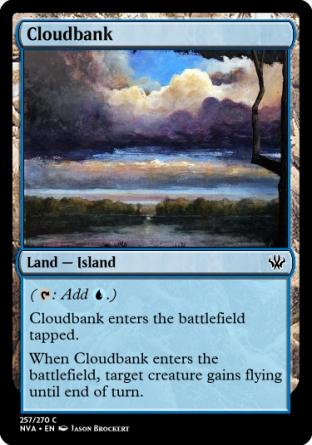 Cloudbank
Land — Island
( : Add .)
Cloudbank enters the battlefield
tapped.
When Cloudbank enters the
battlefield, target creature gains flying
until end of turn.
257/270 C
NVA • EN Jason Brockert